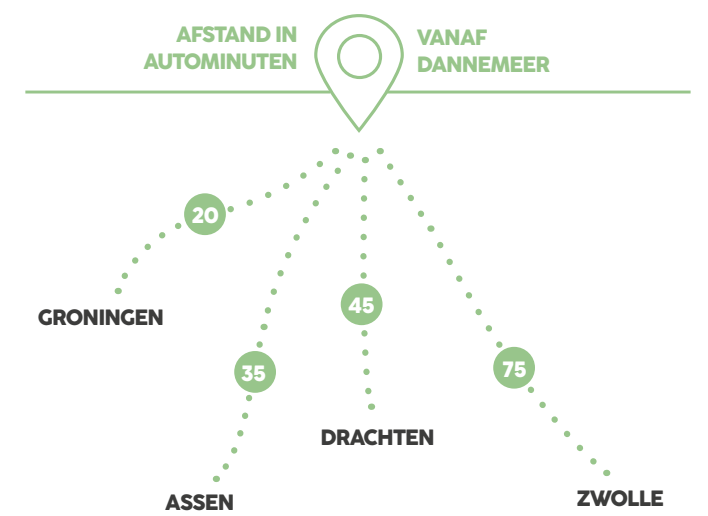 AFSTAND IN
AUTOMINUTEN
VANAF
DANNEMEER
20
GRONINGEN
45
35
75
DRACHTEN
ASSEN
ZWOLLE